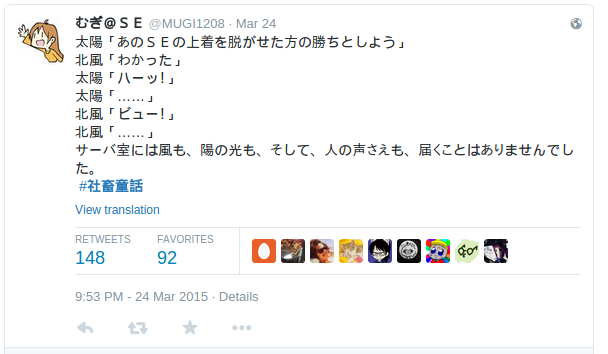 むぎ@ＳＥ @MUGI1208 · Mar 24
太陽「あのＳＥの上着を脱がせた方の勝ちとしよう」
北風「わかった」
太陽「ハーッ!」
太陽「……」
北風「ビュー!」
北風「……」
サーバ室には風も、陽の光も、そして、人の声さえも、届くことはありませんでし
た。
#社畜童話
View translation
RETWEETS FAVORITES
148 92
9:53 PM - 24 Mar 2015 · Details